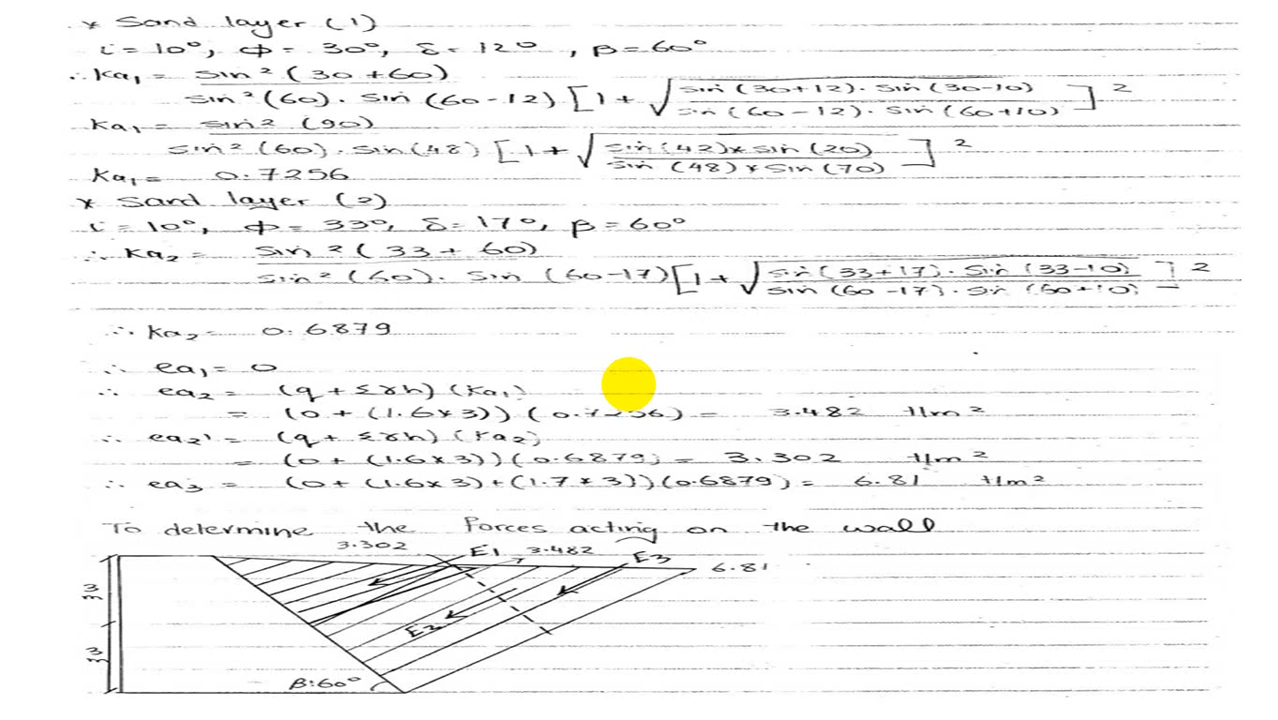 * Sand layer (1)
i = 10°, Φ = 30°, δ = 12°, β = 60°
∴ Ka₁ = sin²(30+60) / sin²(60). sin(60-12) [1 + √(sin(30+12). sin(30-10) / sin(60-12). sin(60+10))]²
Ka₁ = sin²(90) / sin²(60). sin(48) [1 + √(sin(42)* sin(20) / sin(48)* sin(70))]²
Ka₁ = 0.7256
* Sand layer (2)
i = 10°, Φ = 33°, δ = 17°, β = 60°
∴ Ka₂ = sin²(33+60) / sin²(60). sin(60-17) [1 + √(sin(33+17). sin(33-10) / sin(60-17). sin(60+10))]²
∴ Ka₂ = 0.6879
∴ ea₁ = 0
∴ ea₂ = (q + Σγh) (Ka₁)
= (0 + (1.6*3)) ( = 3.482 t/m²
∴ ea₂' = (q + Σγh) (Ka₂)
= (0 + (1.6*3))(0.6879) = 3.302 t/m²
∴ ea₃ = (0 + (1.6*3) + (1.7*3))(0.6879) = 6.81 t/m²
To determine the Forces acting on the wall
3.302 E1 3.482 E3 6.81
3m
E2
3m
β:60°